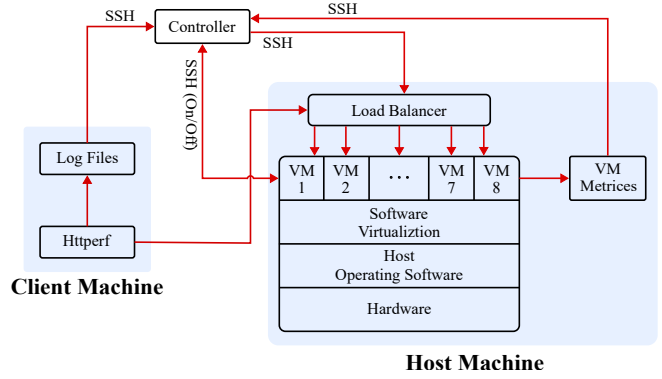 SSH
SSH
Controller
SSH
SSH (On/Off)
Load Balancer
Log Files
VM
1
VM
2
...
VM
7
VM
8
VM
Metrices
Software
Virtualiztion
Httperf
Host
Operating Software
Client Machine
Hardware
Host Machine